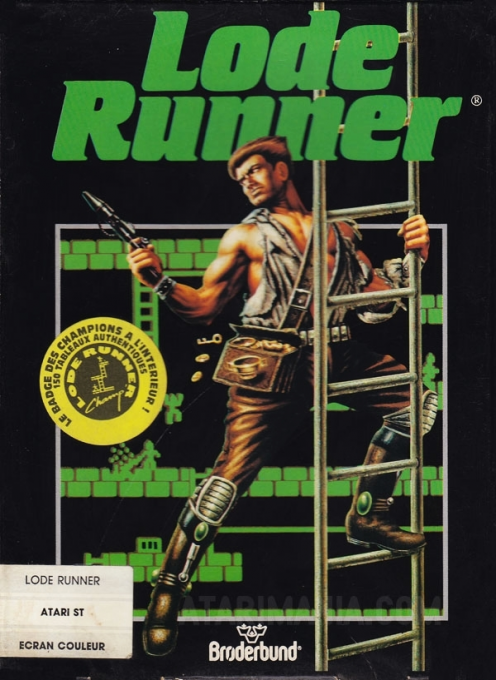 Lode
Runner®
LE BADGE DES CHAMPIONS A L'INTERIEUR !
150 TABLEAUX AUTHENTIQUES
LODE RUNNER
Champ
LODE RUNNER
ATARI ST
ECRAN COULEUR
ATARIMANIA.COM
Brøderbund®